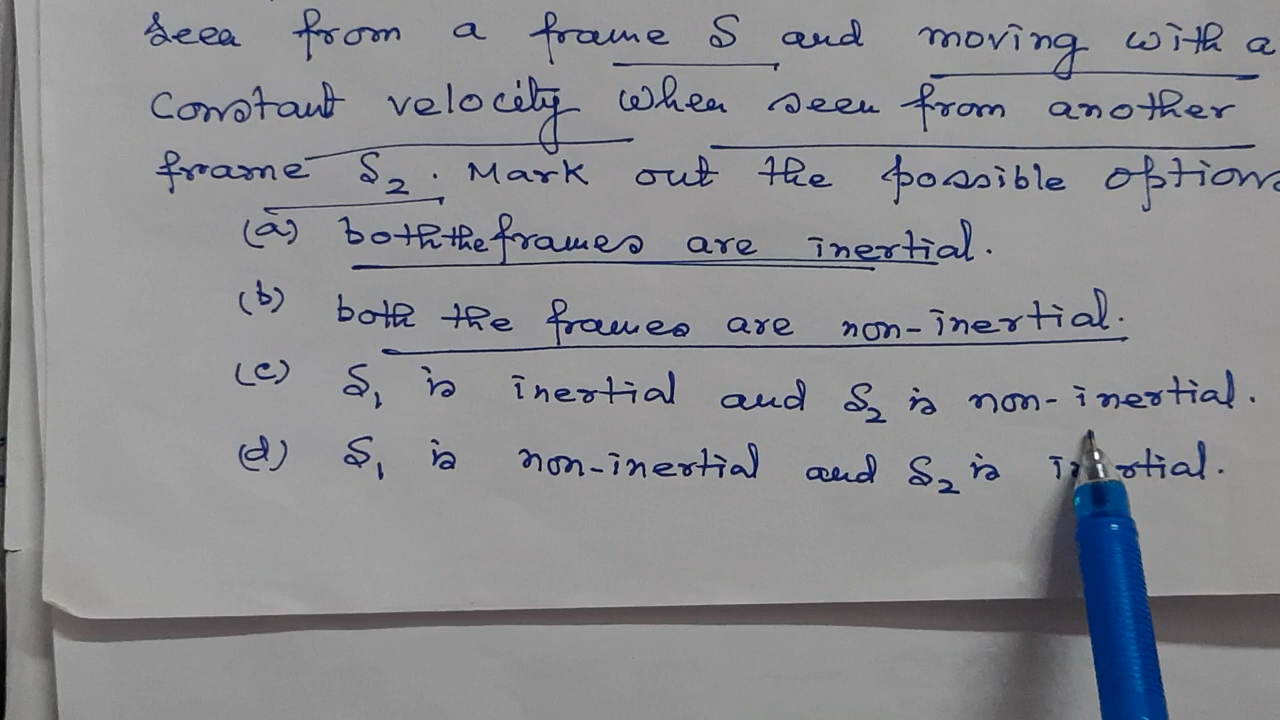 seen from a frame S and moving with a
constant velocity when seen from another
frame S₂. Mark out the possible options
(a) both the frames are inertial.
(b) both the frames are non-inertial.
(c) S₁ is inertial and S₂ is non-inertial.
(d) S₁ is non-inertial and S₂ is